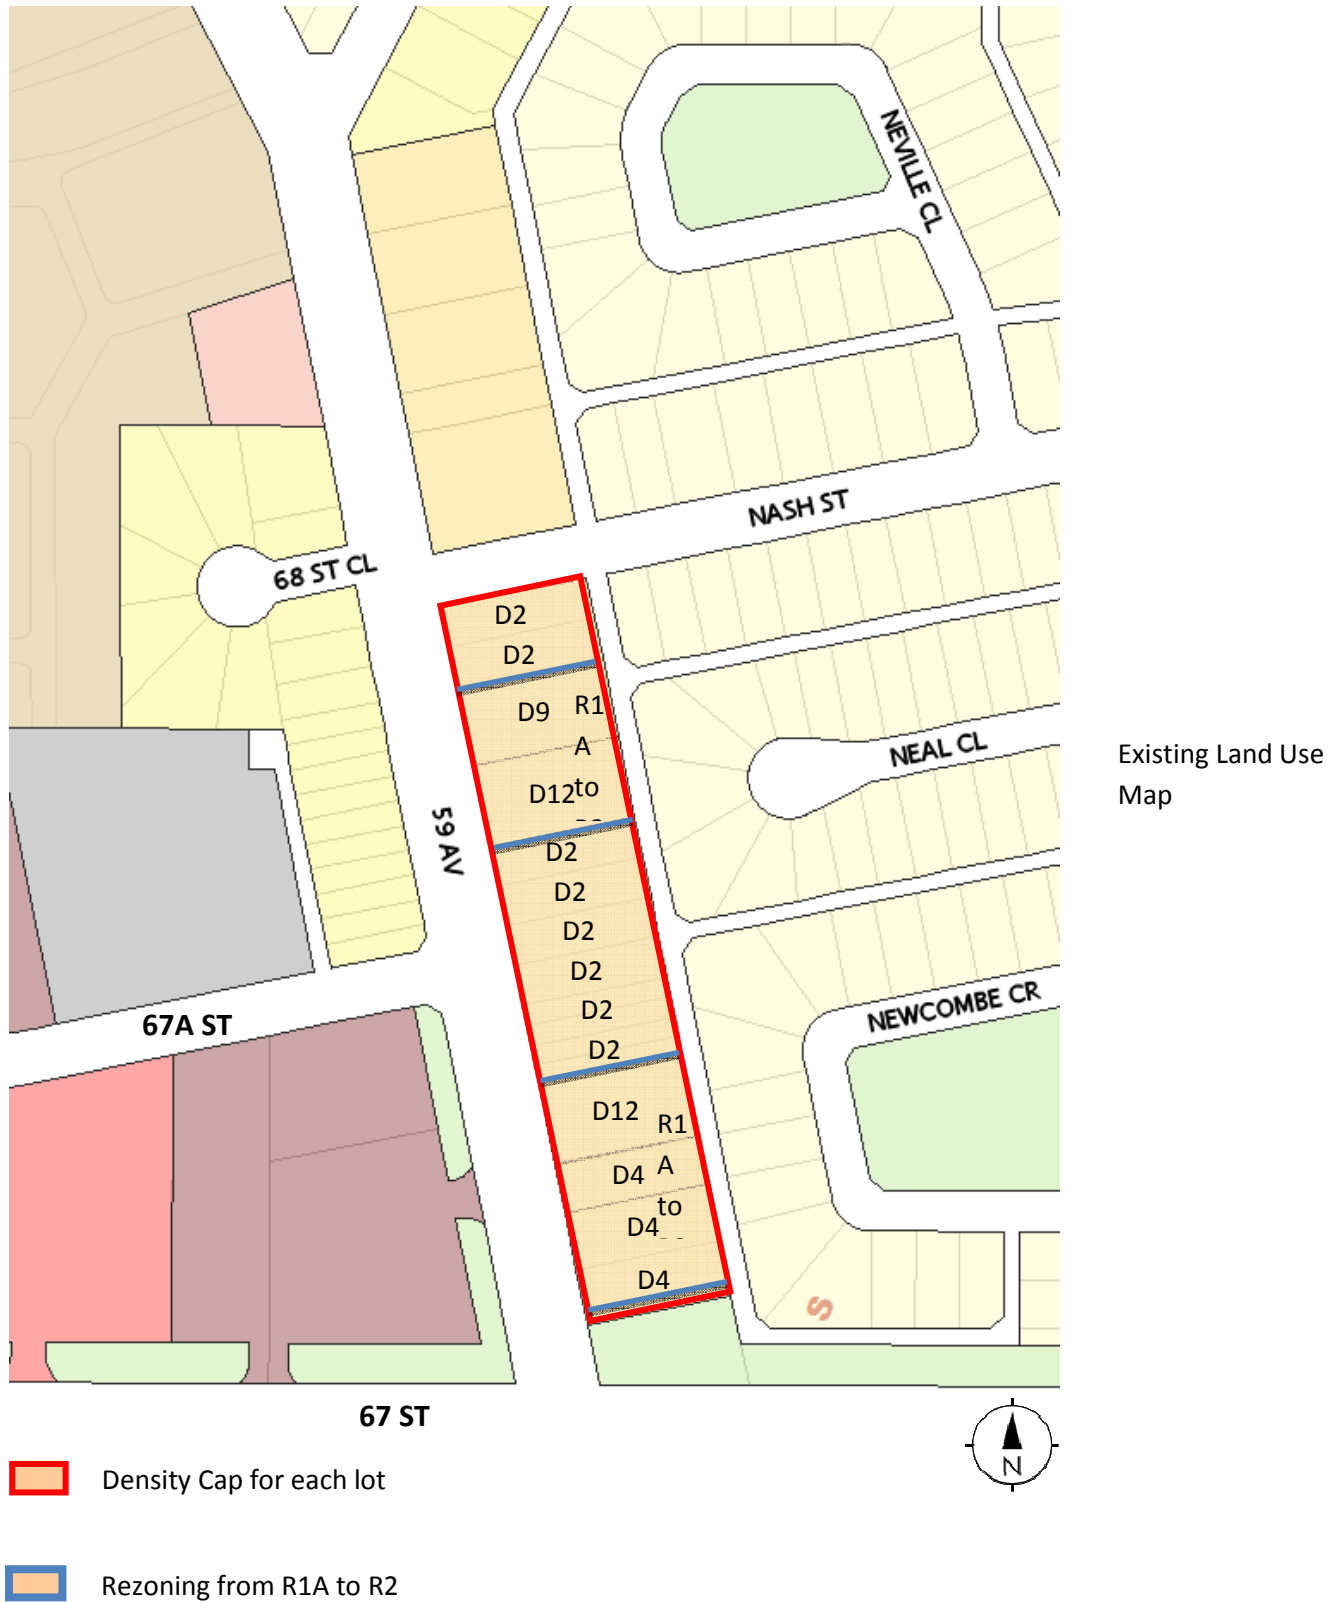 NEVILLE CL
NASH ST
68 ST CL
D2
D2
D9
R1
A
to
D12
NEAL CL
Existing Land Use
Map
59 AV
D2
D2
D2
D2
D2
D2
NEWCOMBE CR
67A ST
D12
R1
A
to
D4
D4
D4
S
67 ST
N
Density Cap for each lot
Rezoning from R1A to R2